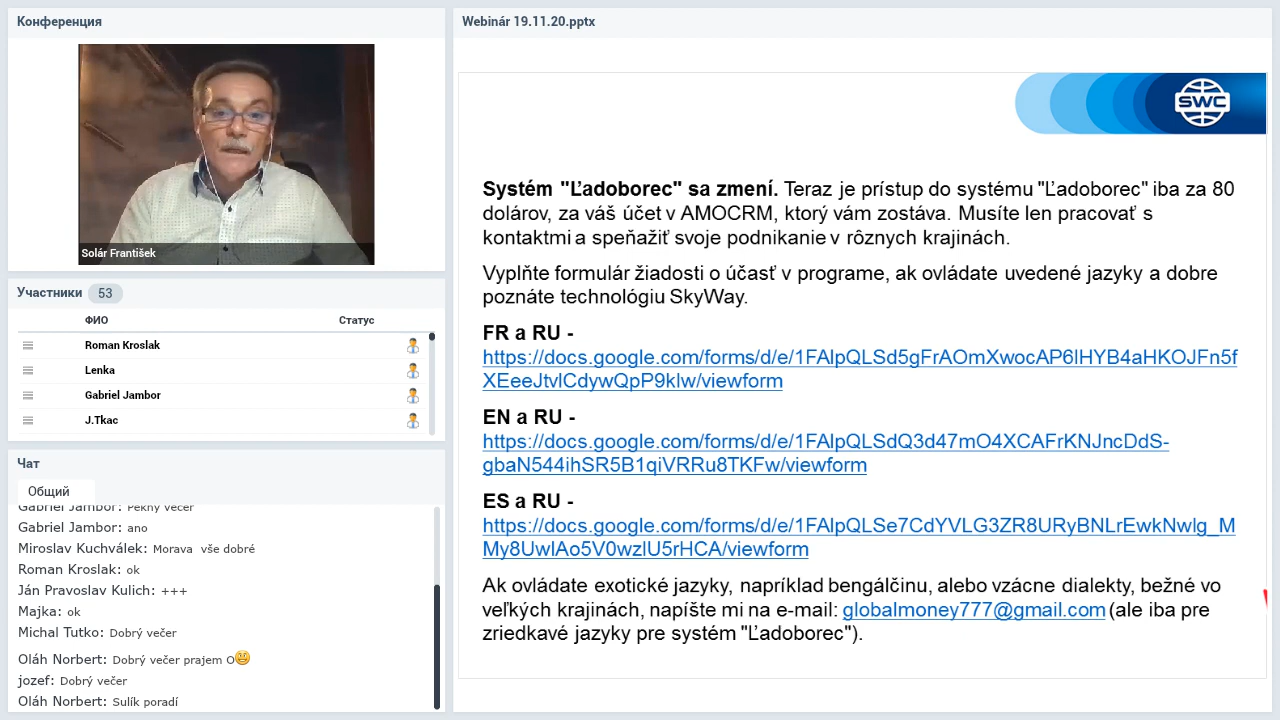 Конференция
Solár František
Участники 53
ФИО Статус
Roman Kroslak
Lenka
Gabriel Jambor
J.Tkac
Чат
Общий
Gabriel Jambor: Pekný večer
Gabriel Jambor: ano
Miroslav Kuchválek: Morava vše dobré
Roman Kroslak: ok
Ján Pravoslav Kulich: +++
Majka: ok
Michal Tutko: Dobrý večer
Oláh Norbert: Dobrý večer prajem O
jozef: Dobrý večer
Oláh Norbert: Sulík poradí
Webinár 19.11.20.pptx
SWC
Systém "Ľadoborec" sa zmení. Teraz je prístup do systému "Ľadoborec" iba za 80
dolárov, za váš účet v AMOCRM, ktorý vám zostáva. Musíte len pracovať s
kontaktmi a speňažiť svoje podnikanie v rôznych krajinách.
Vyplňte formulár žiadosti o účasť v programe, ak ovládate uvedené jazyky a dobre
poznáte technológiu SkyWay.
FR a RU -
https://docs.google.com/forms/d/e/1FAIpQLSd5gFrAOmXwocAP6lHYB4aHKOJFn5f
XEeeJtvlCdywQpP9klw/viewform
EN a RU -
https://docs.google.com/forms/d/e/1FAIpQLSdQ3d47mO4XCAFrKNJncDdS-
gbaN544ihSR5B1qiVRRu8TKFw/viewform
ES a RU -
https://docs.google.com/forms/d/e/1FAIpQLSe7CdYVLG3ZR8URyBNLrEwkNwlg_M
My8UwlAo5V0wzlU5rHCA/viewform
Ak ovládate exotické jazyky, napríklad bengálčinu, alebo vzácne dialekty, bežné vo
veľkých krajinách, napíšte mi na e-mail: globalmoney777@gmail.com (ale iba pre
zriedkavé jazyky pre systém "Ľadoborec").